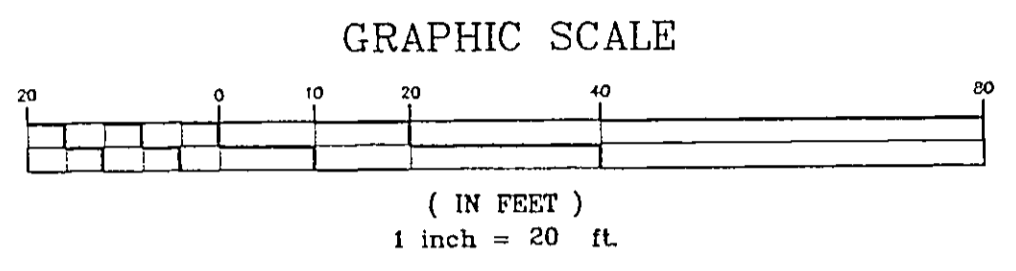 GRAPHIC SCALE
20 0 10 20 40 80
( IN FEET )
1 inch = 20 ft.